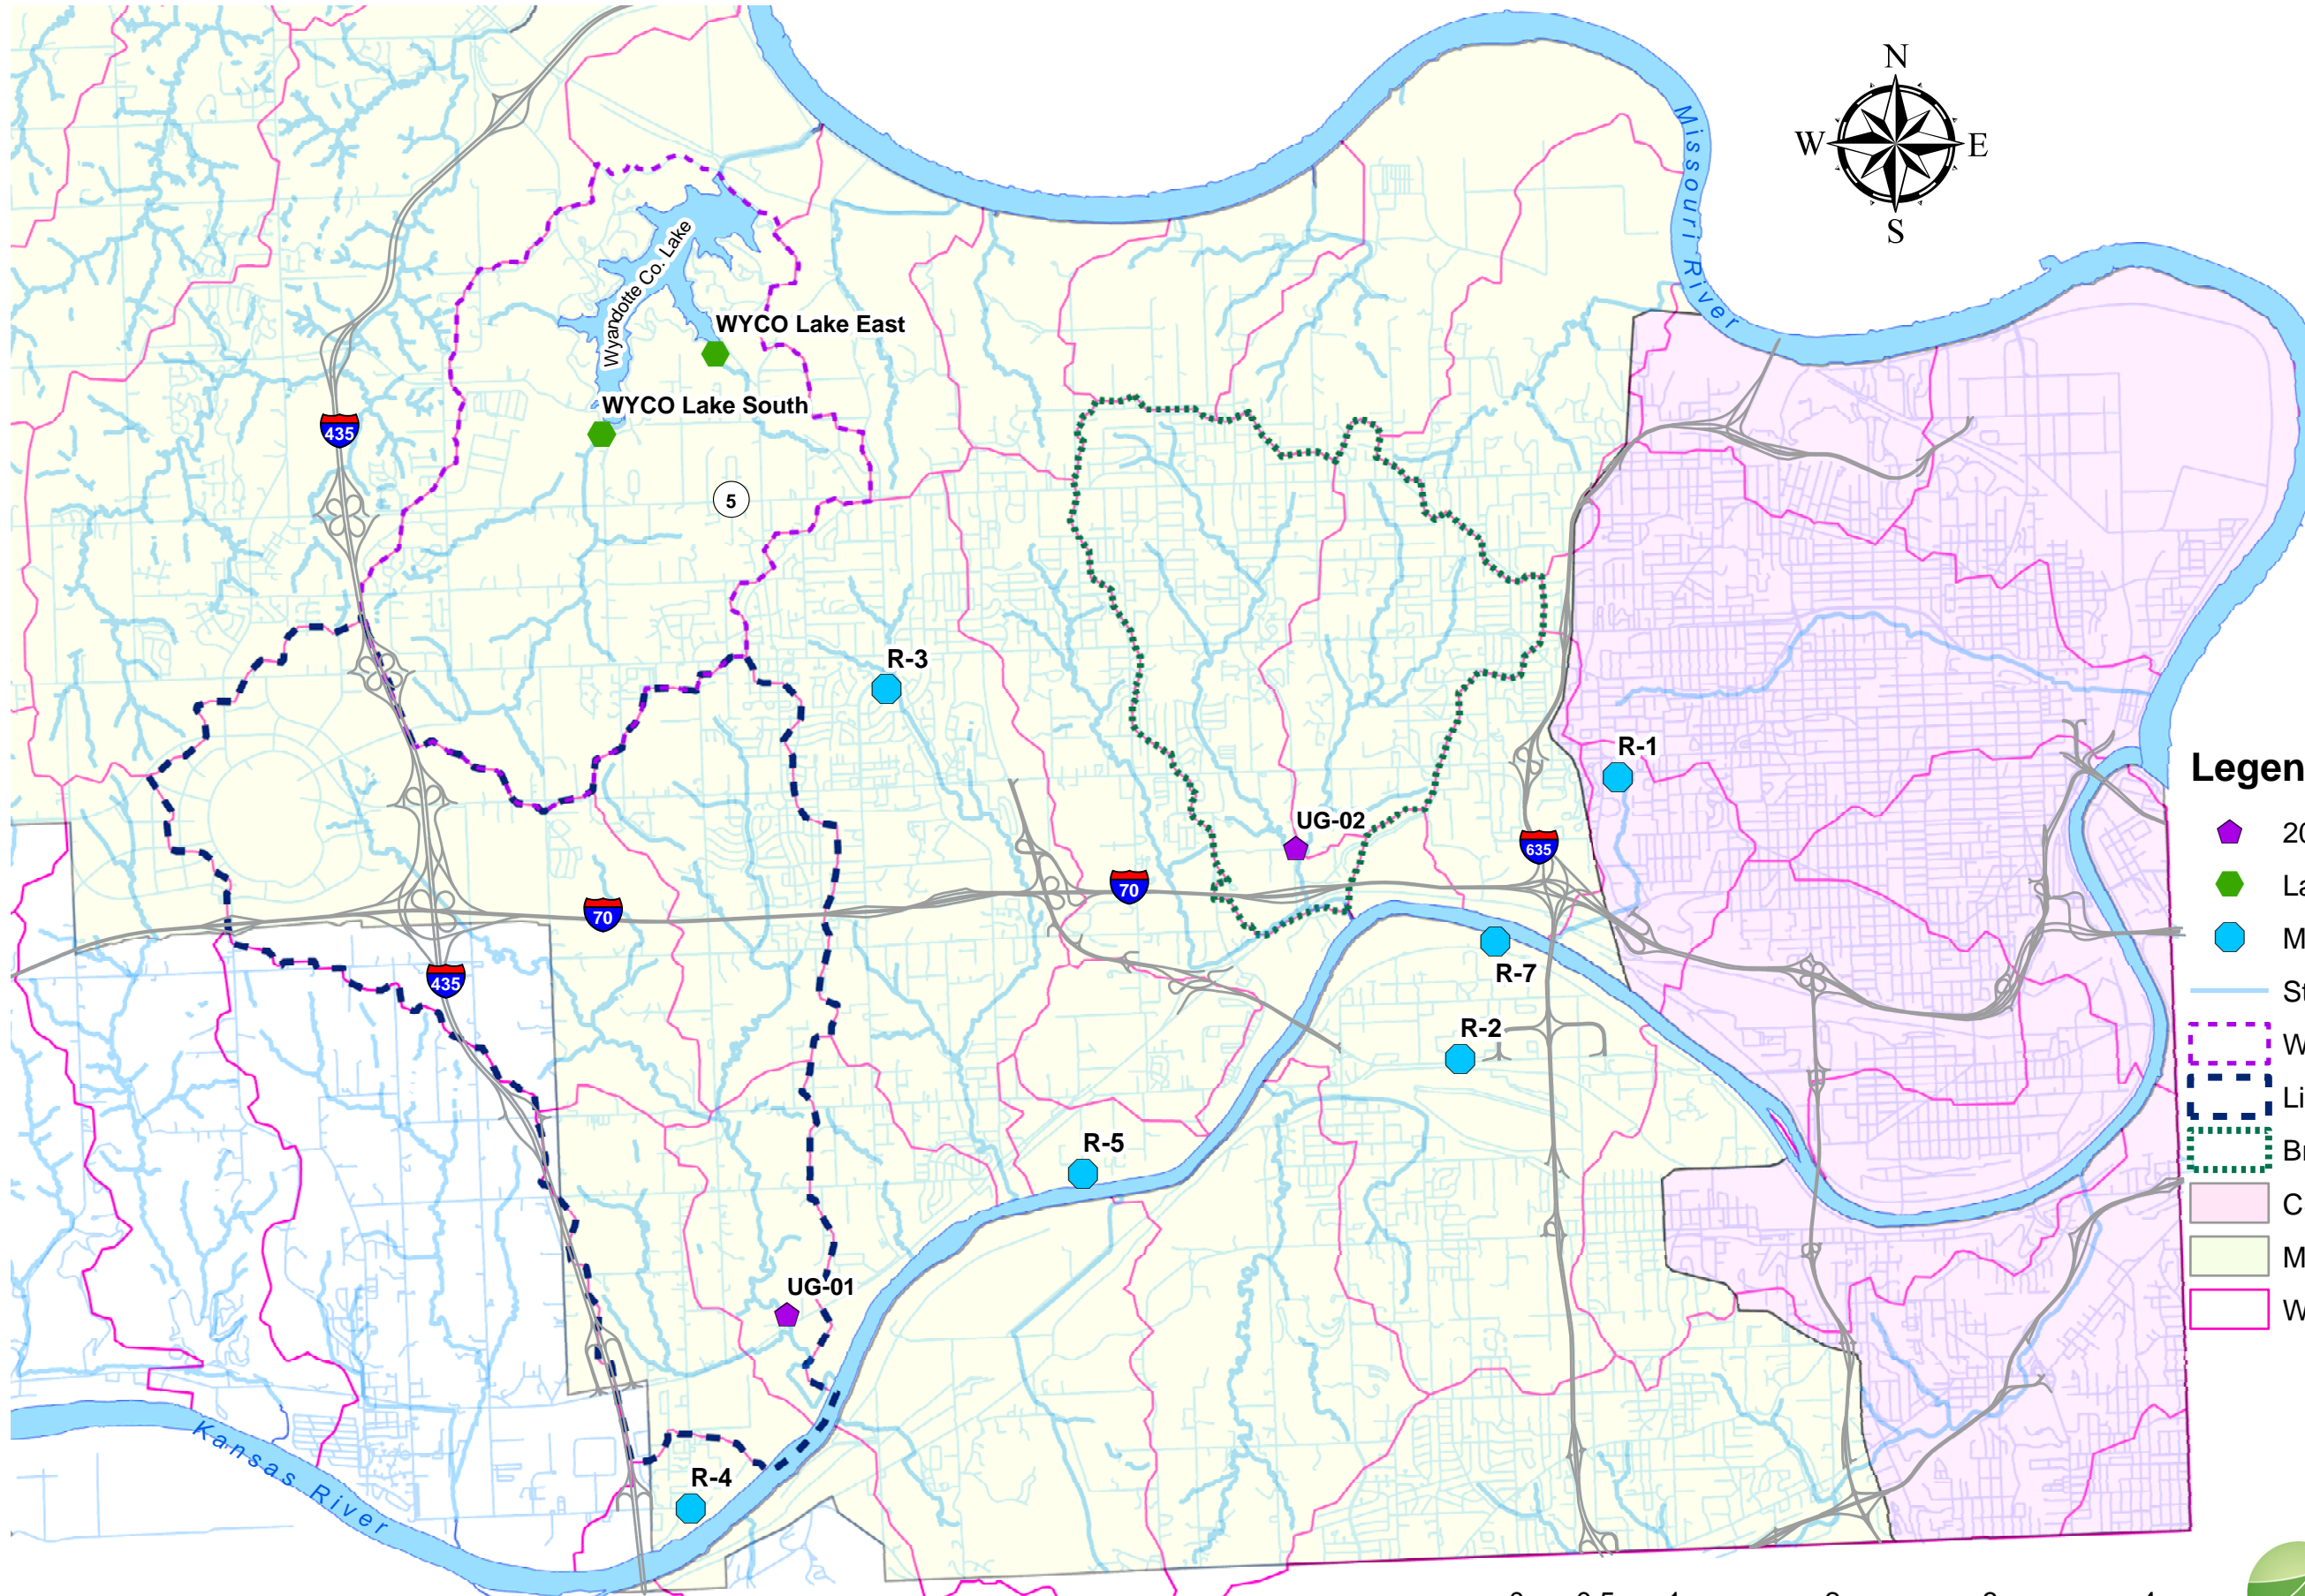 N
W
E
S
Missouri River
Wyandotte Co. Lake
WYCO Lake East
WYCO Lake South
435
5
R-3
R-1
Legen
UG-02
635
20
70
La
70
M
R-7
435
St
R-2
W
Li
R-5
Br
C
UG-01
M
W
Kansas River
R-4